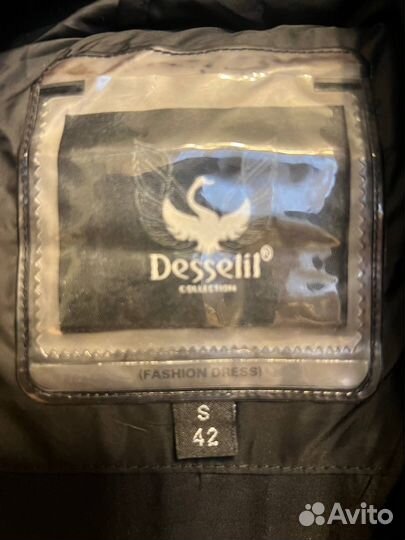 Desselil®
COLLECTION
(FASHION DRESS)
S
42
Avito